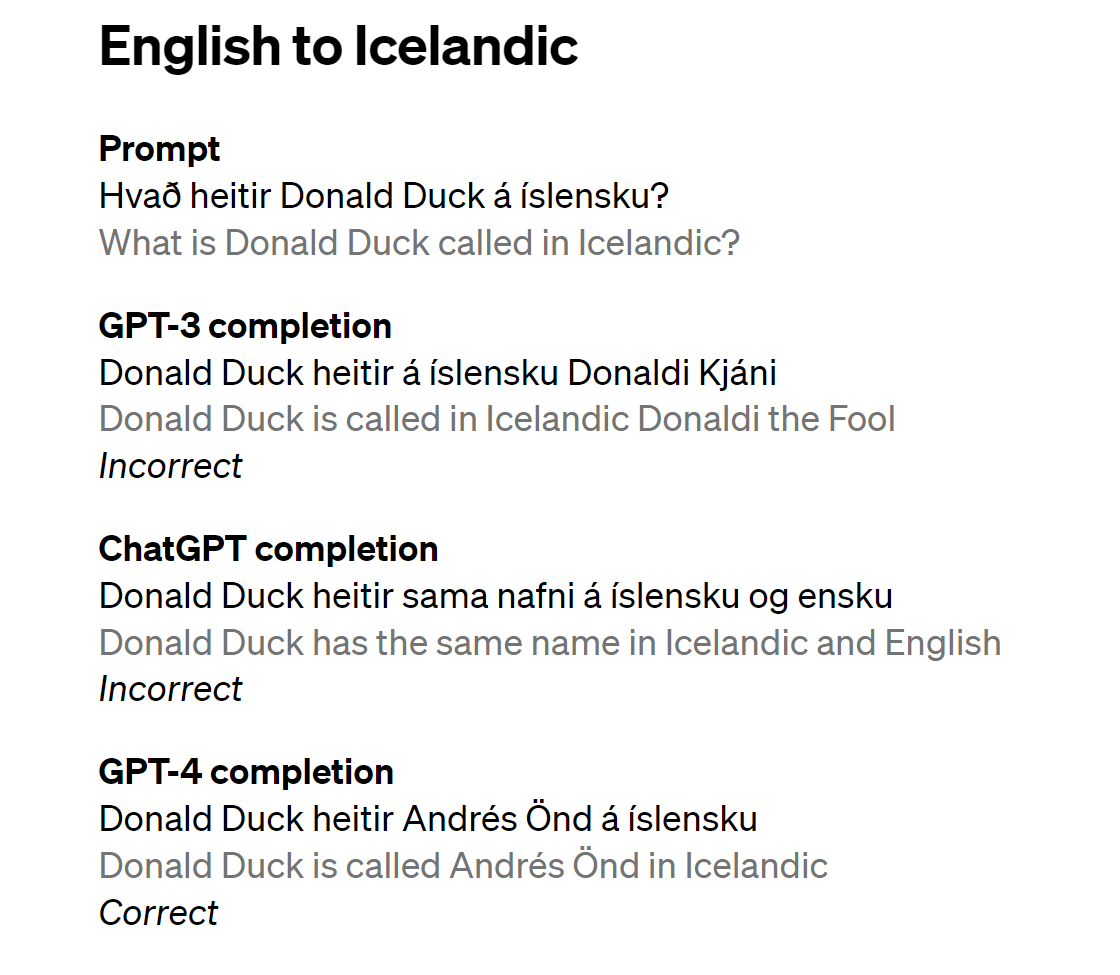 English to Icelandic
Prompt
Hvað heitir Donald Duck á íslensku?
What is Donald Duck called in Icelandic?
GPT-3 completion
Donald Duck heitir á íslensku Donaldi Kjáni
Donald Duck is called in Icelandic Donaldi the Fool
Incorrect
ChatGPT completion
Donald Duck heitir sama nafni á íslensku og ensku
Donald Duck has the same name in Icelandic and English
Incorrect
GPT-4 completion
Donald Duck heitir Andrés Önd á íslensku
Donald Duck is called Andrés Önd in Icelandic
Correct